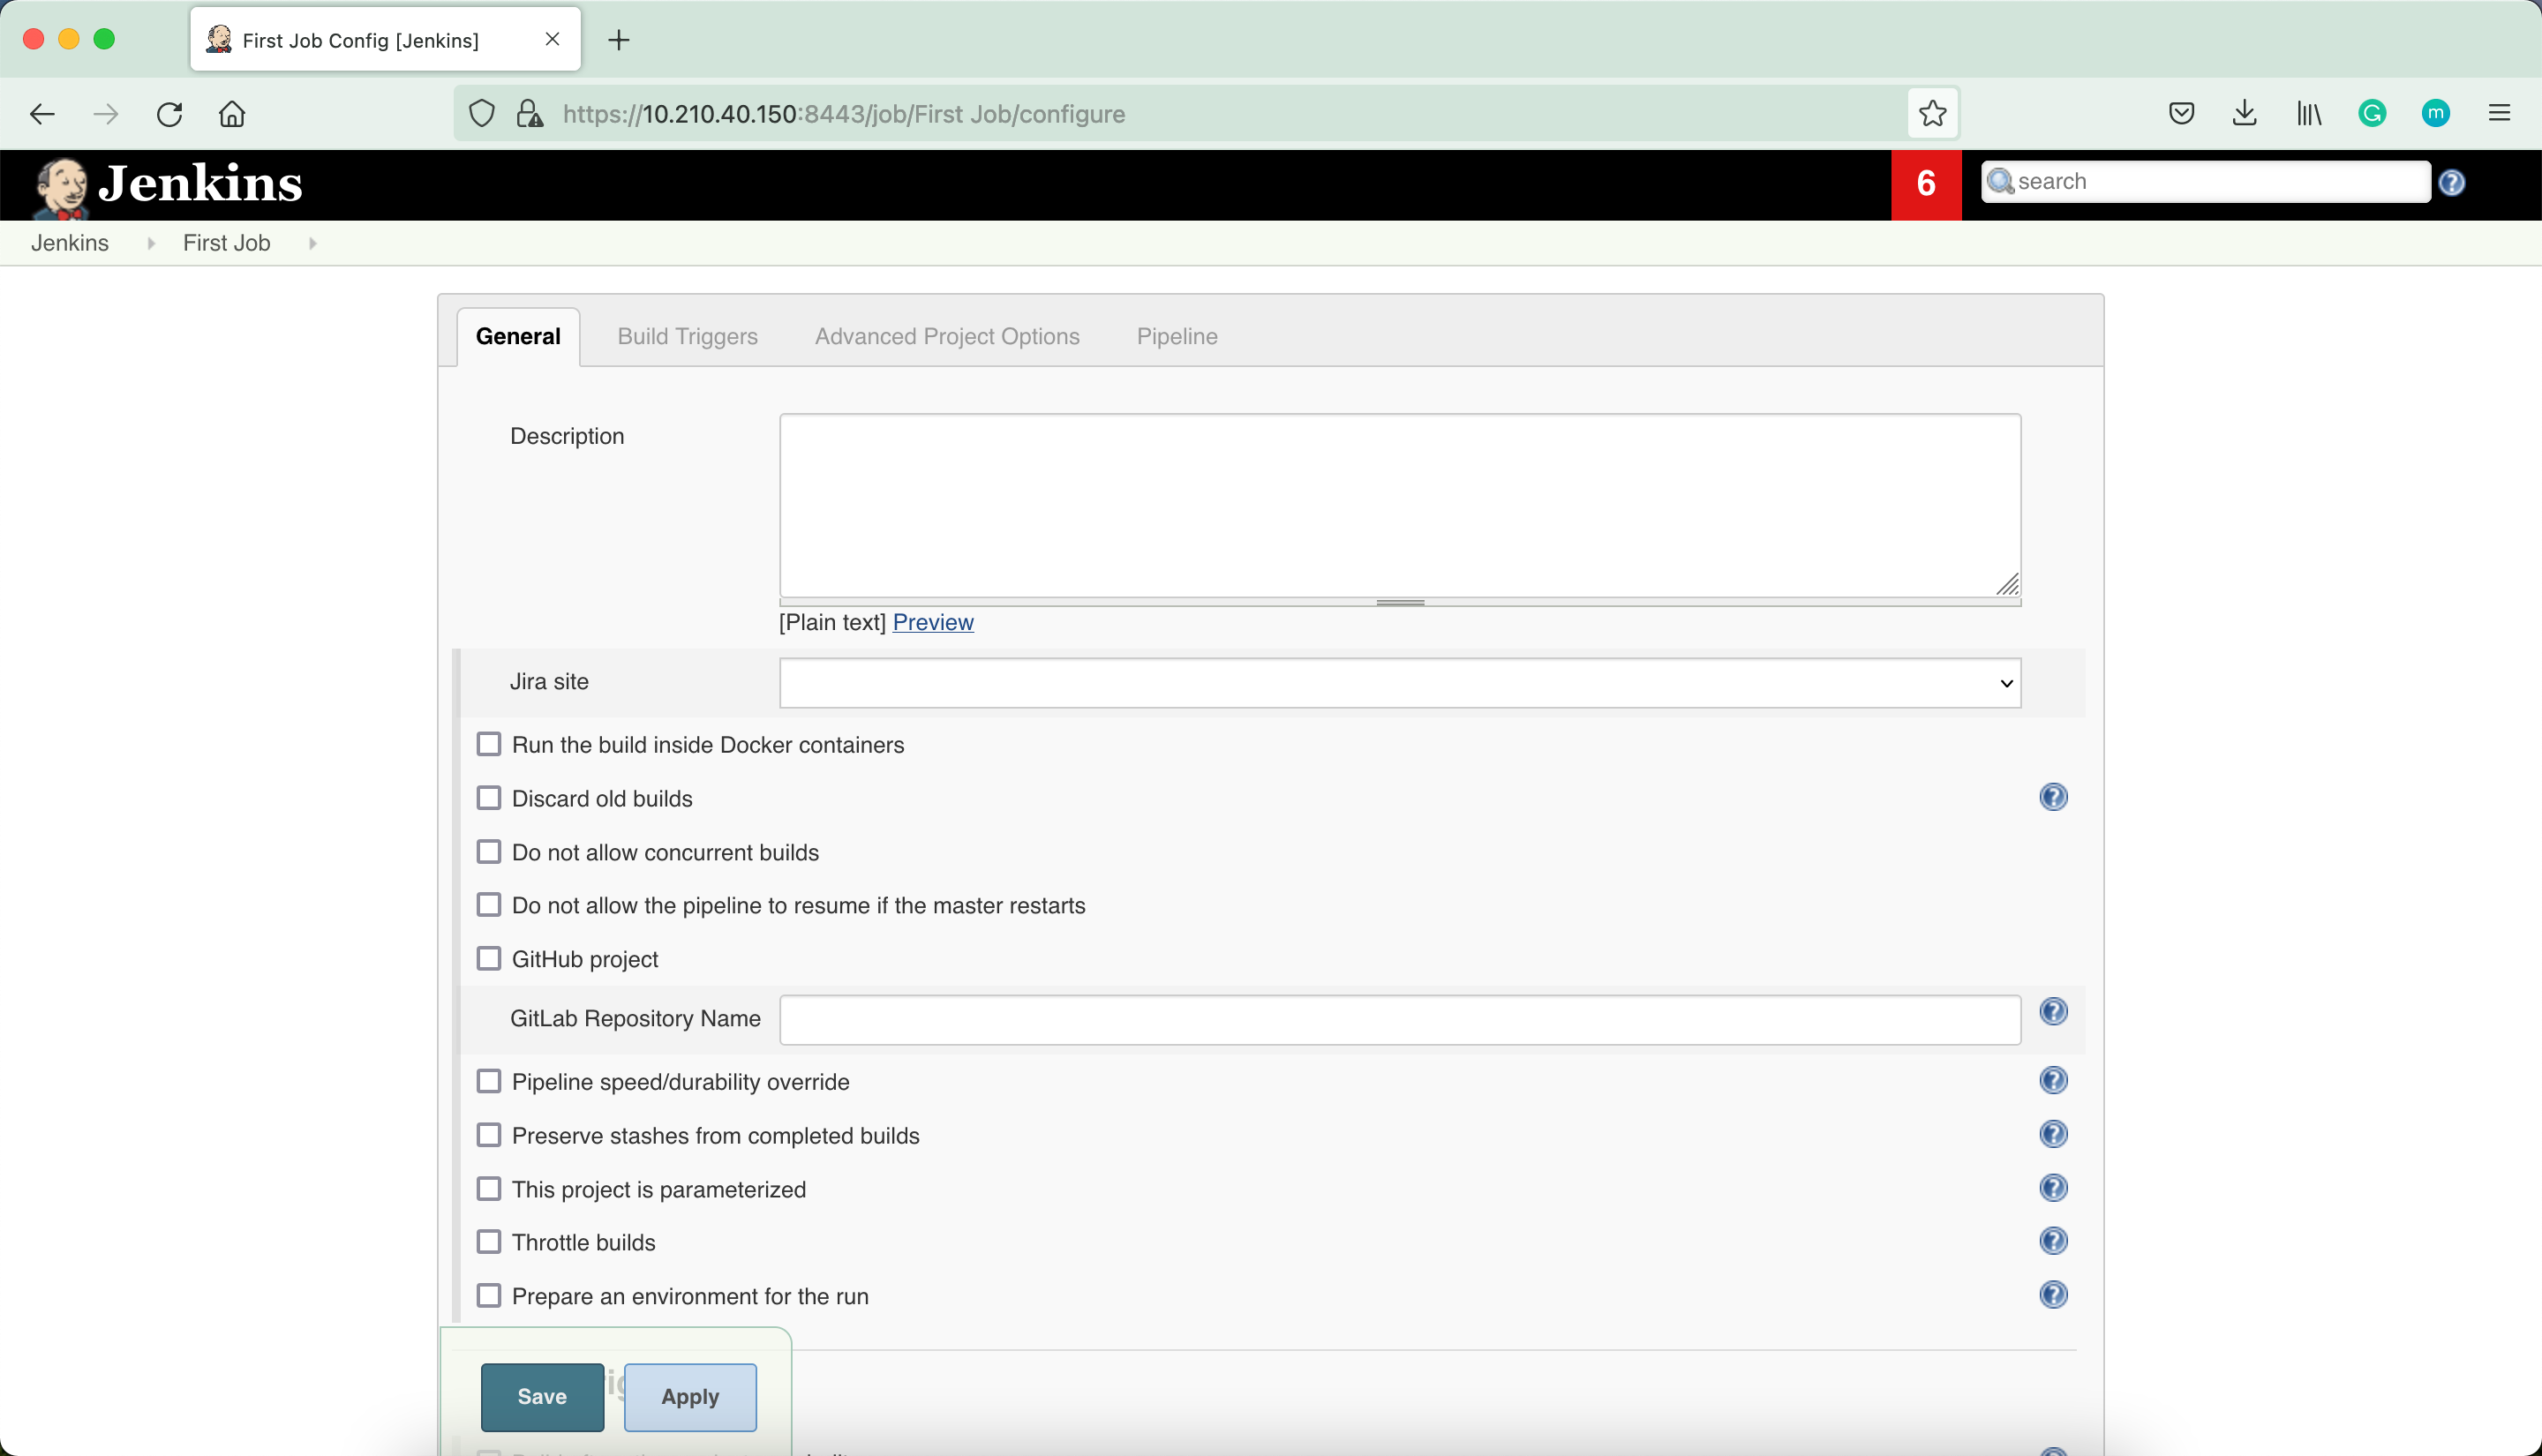 First Job Config [Jenkins]
https://10.210.40.150:8443/job/First Job/configure
m
Jenkins
6
search
Jenkins
First Job
General
Build Triggers
Advanced Project Options
Pipeline
Description
[Plain text] Preview
Jira site
Run the build inside Docker containers
Discard old builds
Do not allow concurrent builds
Do not allow the pipeline to resume if the master restarts
GitHub project
GitLab Repository Name
Pipeline speed/durability override
Preserve stashes from completed builds
This project is parameterized
Throttle builds
Prepare an environment for the run
Save
Apply